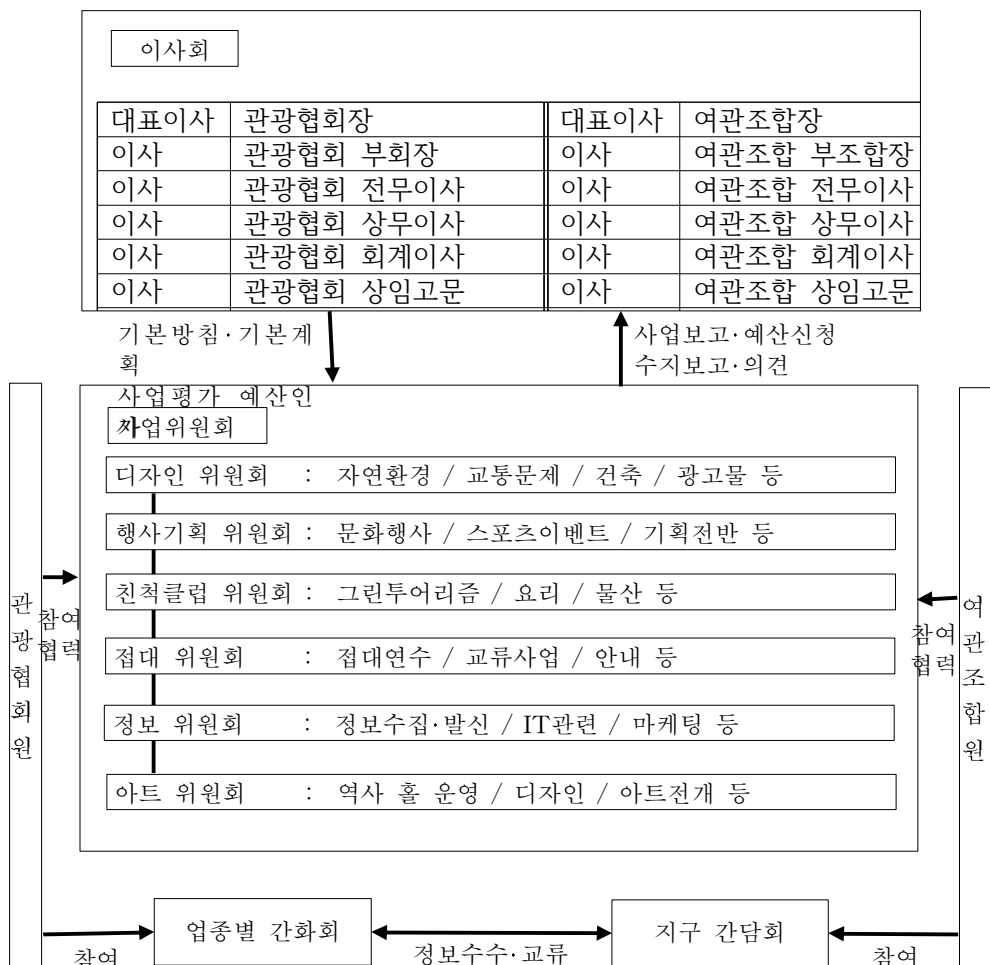 이사회
대표이사 관광협회장 대표이사 여관조합장
이사 관광협회 부회장 이사 여관조합 부조합장
이사 관광협회 전무이사 이사 여관조합 전무이사
이사 관광협회 상무이사 이사 여관조합 상무이사
이사 관광협회 회계이사 이사 여관조합 회계이사
이사 관광협회 상임고문 이사 여관조합 상임고문
기본방침·기본계
획
사업평가 예산인
사업보고·예산신청
수지보고·의견
업위원회
디자인 위원회 : 자연환경 / 교통문제 / 건축 / 광고물 등
행사기획 위원회 : 문화행사 / 스포츠이벤트 / 기획전반 등
친척클럽 위원회 : 그린투어리즘 / 요리 / 물산 등
접대 위원회 : 접대연수 / 교류사업 / 안내 등
정보 위원회 : 정보수집·발신 / IT관련 / 마케팅 등
아트 위원회 : 역사 홀 운영 / 디자인 / 아트전개 등
관광협회원
참여
협력
참여
협력
여관조합원
업종별 간화회
정보수수·교류
지구 간담회
참여
참여